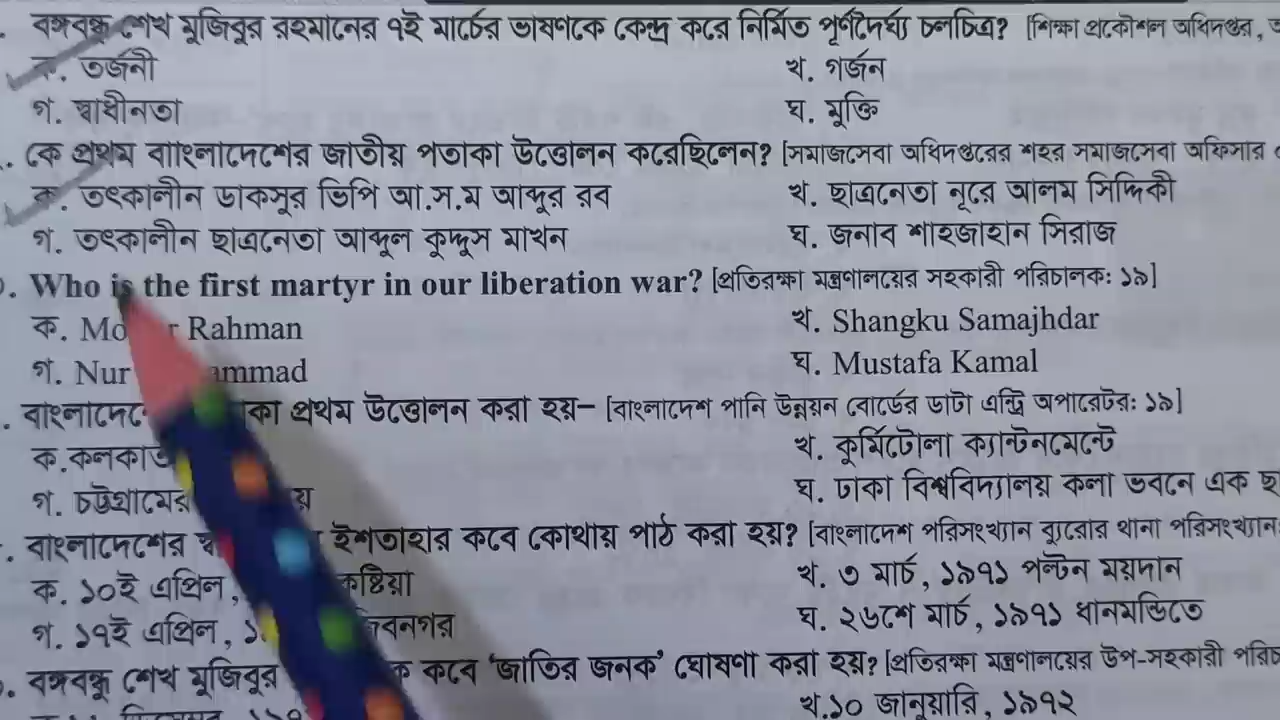 . বঙ্গবন্ধু শেখ মুজিবুর রহমানের ৭ই মার্চের ভাষণকে কেন্দ্র করে নির্মিত পূর্ণদৈর্ঘ্য চলচিত্র? [শিক্ষা প্রকৌশল অধিদপ্তর,
ক. তর্জনী খ. গর্জন
গ. স্বাধীনতা ঘ. মুক্তি
. কে প্রথম বাাংলাদেশের জাতীয় পতাকা উত্তোলন করেছিলেন? [সমাজসেবা অধিদপ্তরের শহর সমাজসেবা অফিসার
ক. তৎকালীন ডাকসুর ভিপি আ.স.ম আব্দুর রব খ. ছাত্রনেতা নূরে আলম সিদ্দিকী
গ. তৎকালীন ছাত্রনেতা আব্দুল কুদ্দুস মাখন ঘ. জনাব শাহজাহান সিরাজ
. Who is the first martyr in our liberation war? [প্রতিরক্ষা মন্ত্রণালয়ের সহকারী পরিচালক: ১৯]
ক. Rahman খ. Shangku Samajhdar
গ. Nur ঘ. Mustafa Kamal
. প্রথম উত্তোলন করা হয়– [বাংলাদেশ পানি উন্নয়ন বোর্ডের ডাটা এন্ট্রি অপারেটর: ১৯]
ক. খ. কুর্মিটোলা ক্যান্টনমেন্টে
গ. চট্টগ্রামের ঘ. ঢাকা বিশ্ববিদ্যালয় কলা ভবনে এক
. বাংলাদেশের ইশতাহার কবে কোথায় পাঠ করা হয়? [বাংলাদেশ পরিসংখ্যান ব্যুরোর থানা পরিসংখ্যান
ক. ১০ই এপ্রিল, কুষ্টিয়া খ. ৩ মার্চ, ১৯৭১ পল্টন ময়দান
গ. ১৭ই এপ্রিল, ঘ. ২৬শে মার্চ, ১৯৭১ ধানমন্ডিতে
. বঙ্গবন্ধু শেখ মুজিবুর কবে ‘জাতির জনক’ ঘোষণা করা হয়? [প্রতিরক্ষা মন্ত্রণালয়ের উপ-সহকারী
খ.১০ জানুয়ারি, ১৯৭২